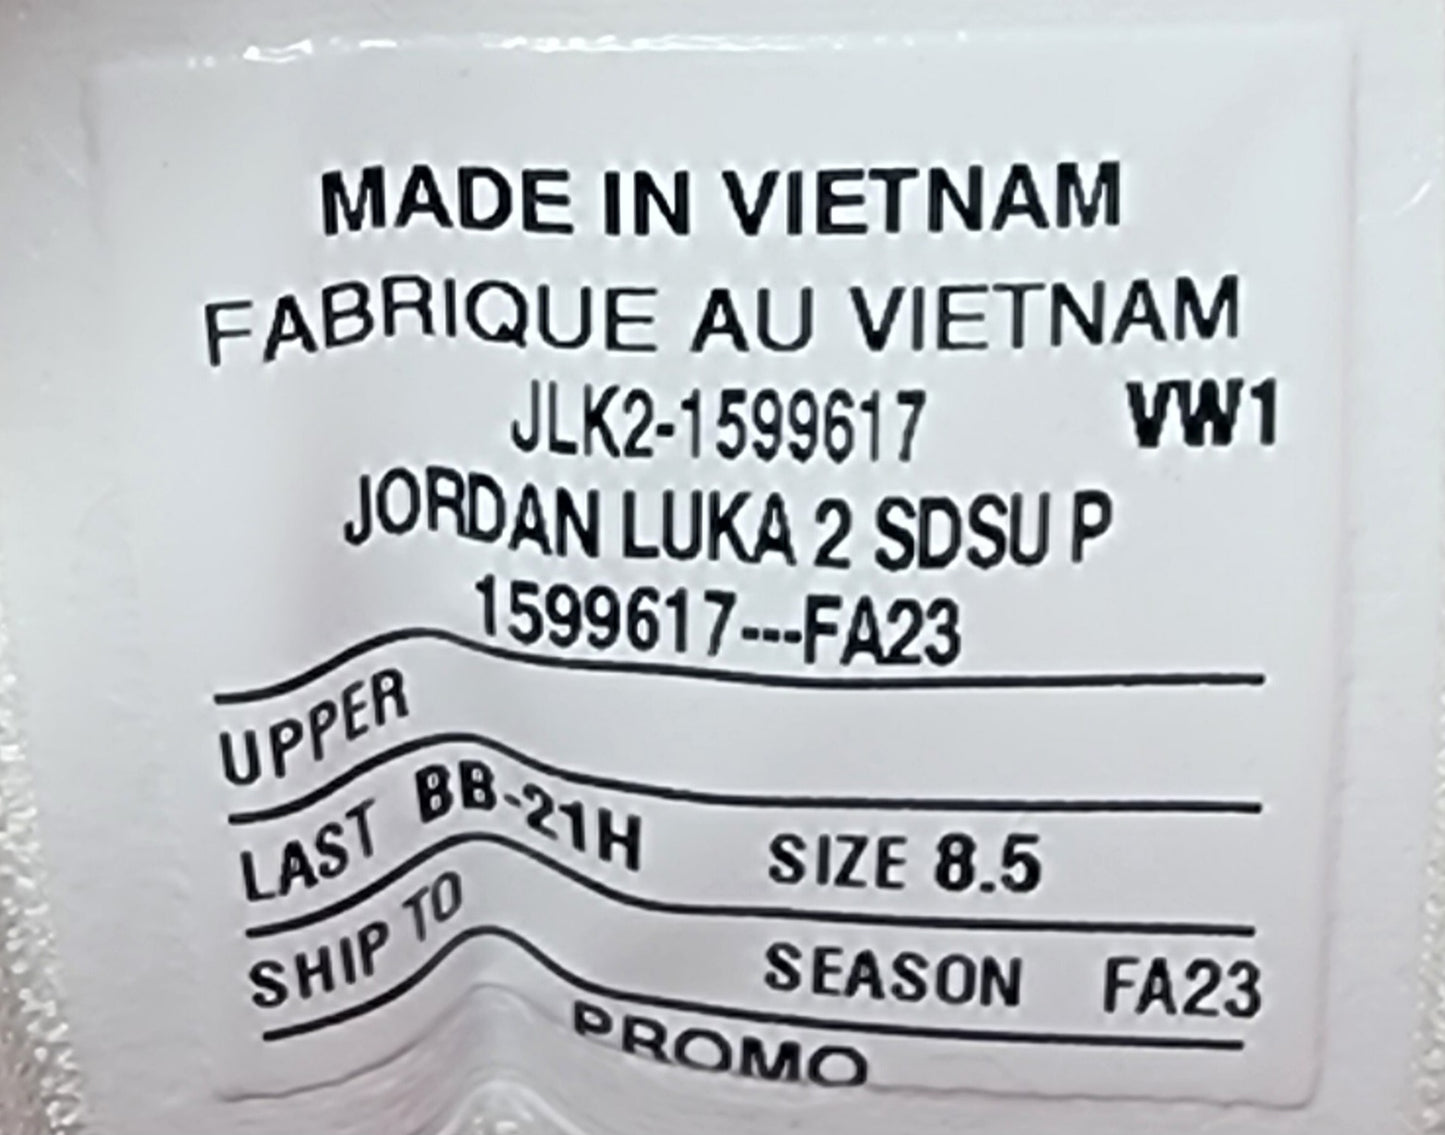 MADE IN VIETNAM
FABRIQUE AU VIETNAM
JLK2-1599617 VW1
JORDAN LUKA 2 SDSU P
1599617---FA23
UPPER
LAST BB-21H SIZE 8.5
SHIP TO SEASON FA23
PROMO